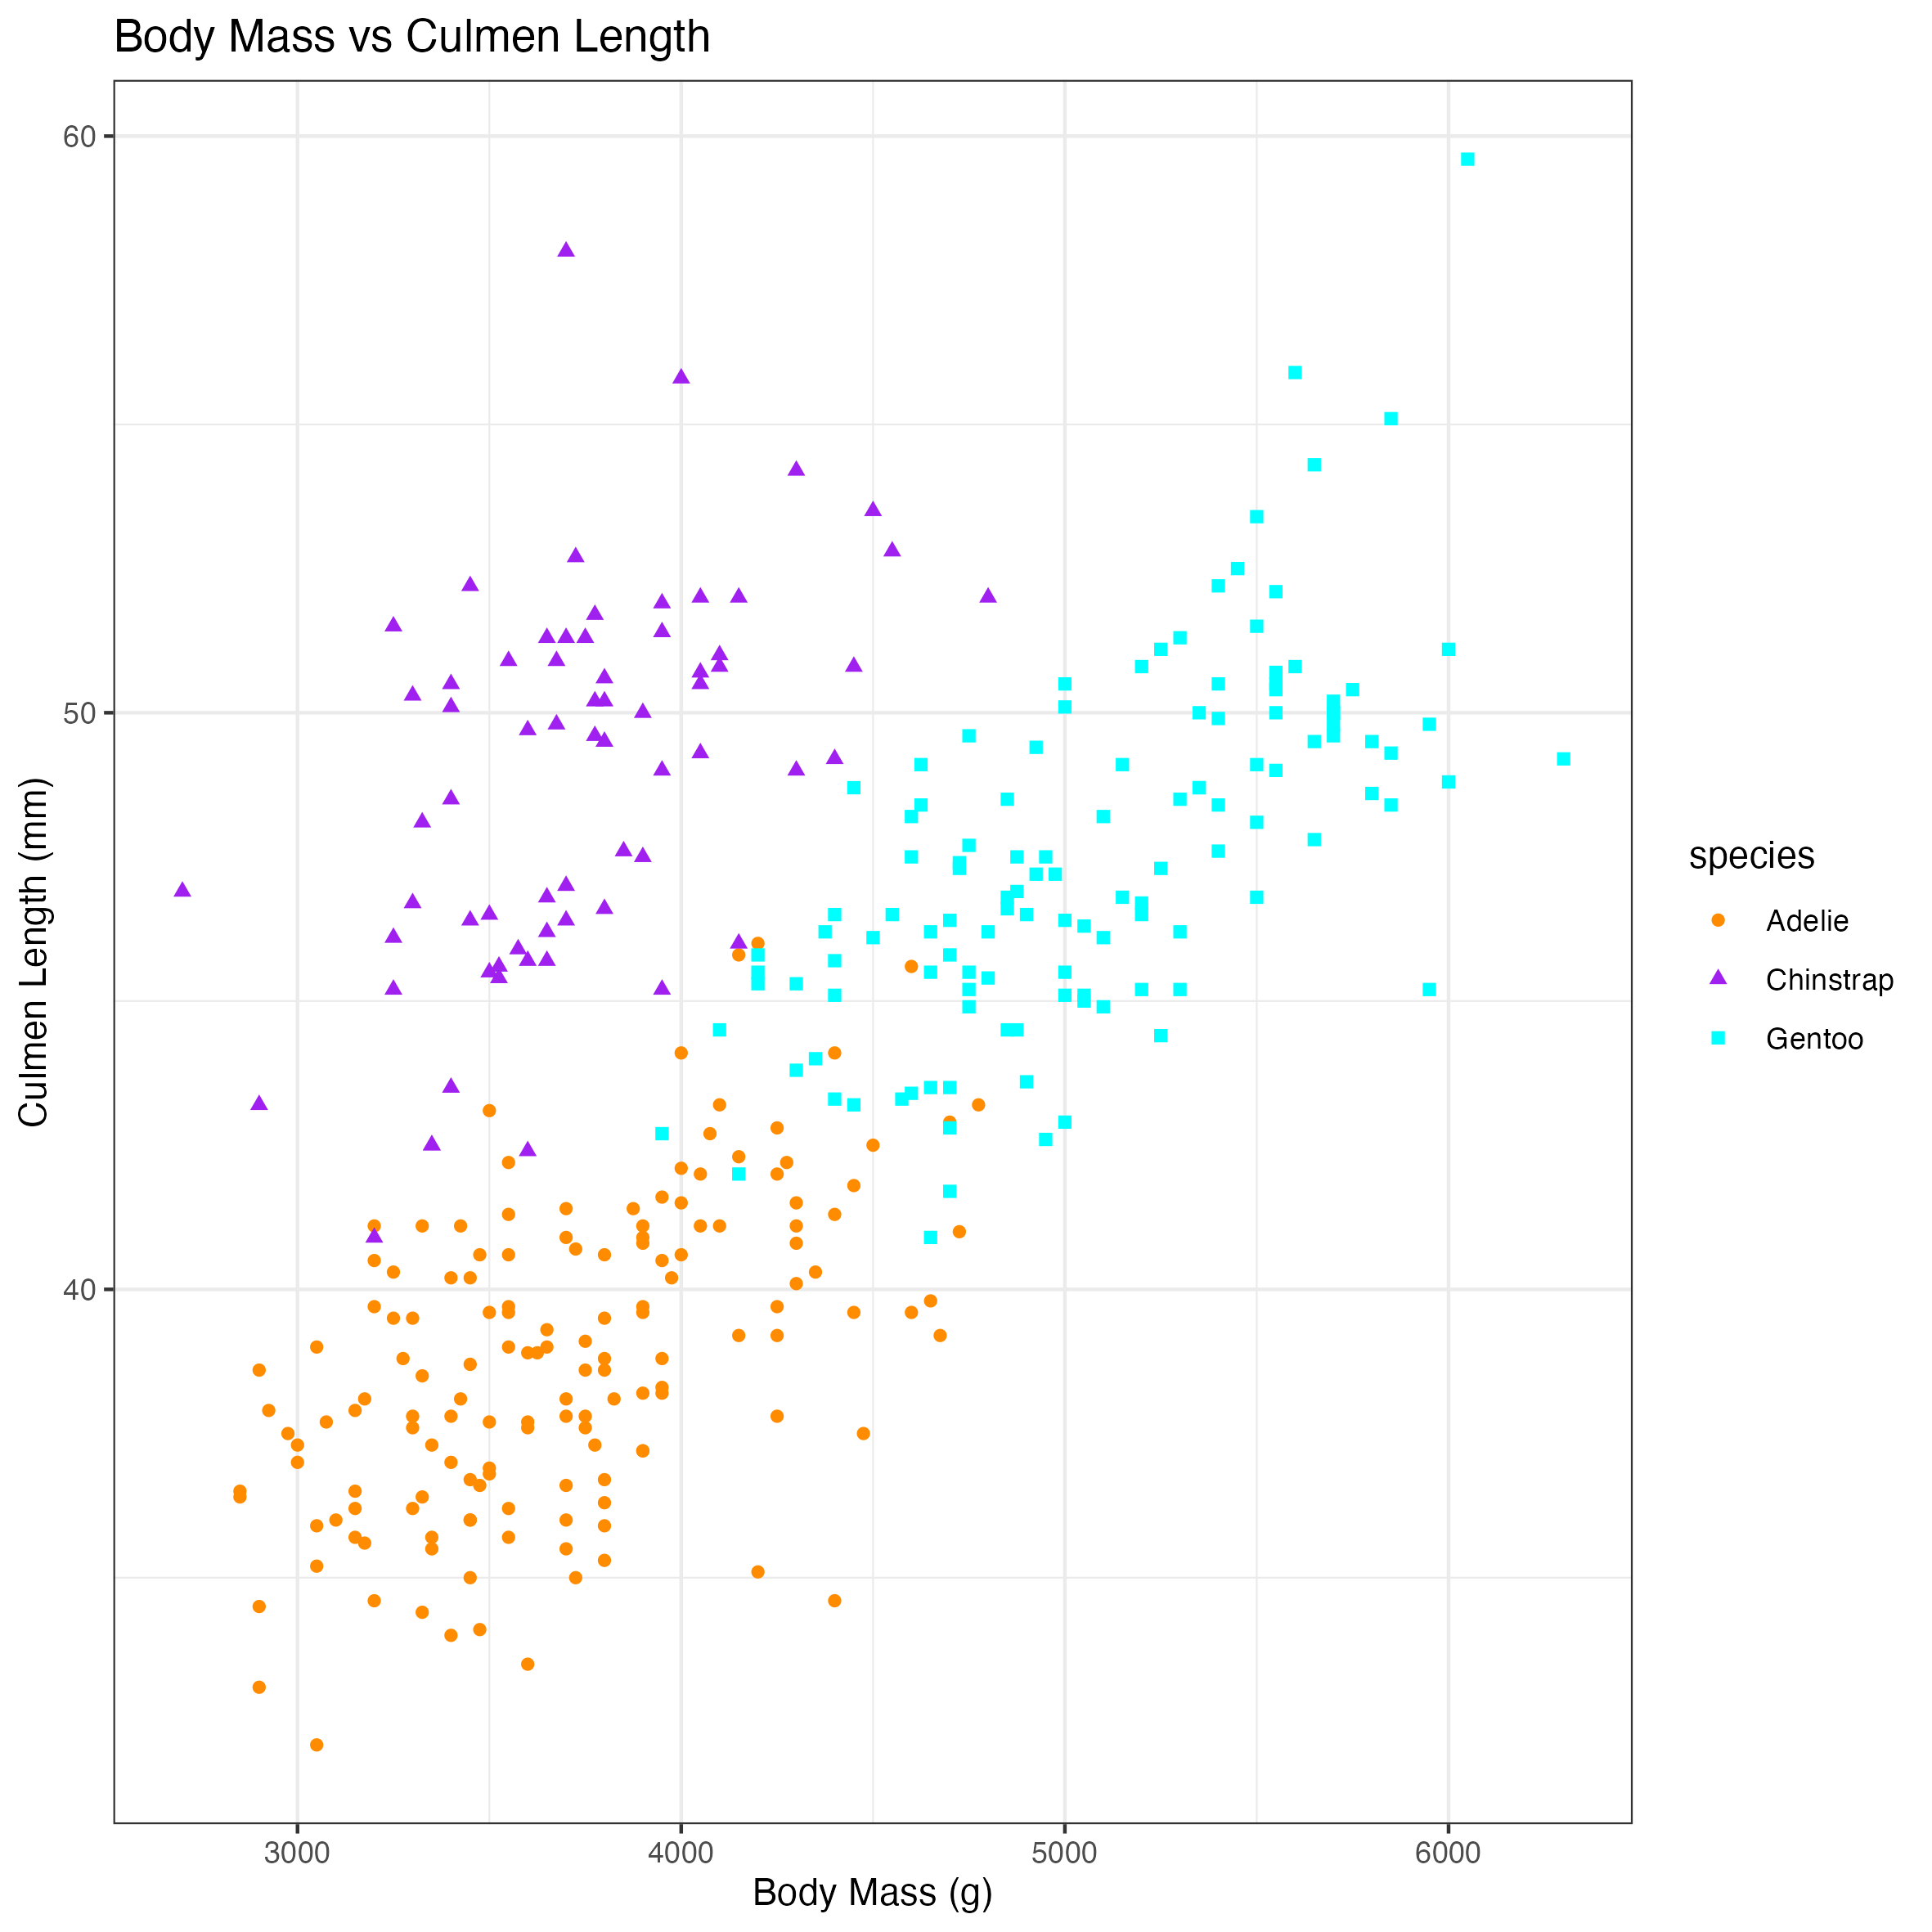 Body Mass vs Culmen Length
60
50
40
Culmen Length (mm)
3000 4000 5000 6000
Body Mass (g)
species
Adelie
Chinstrap
Gentoo